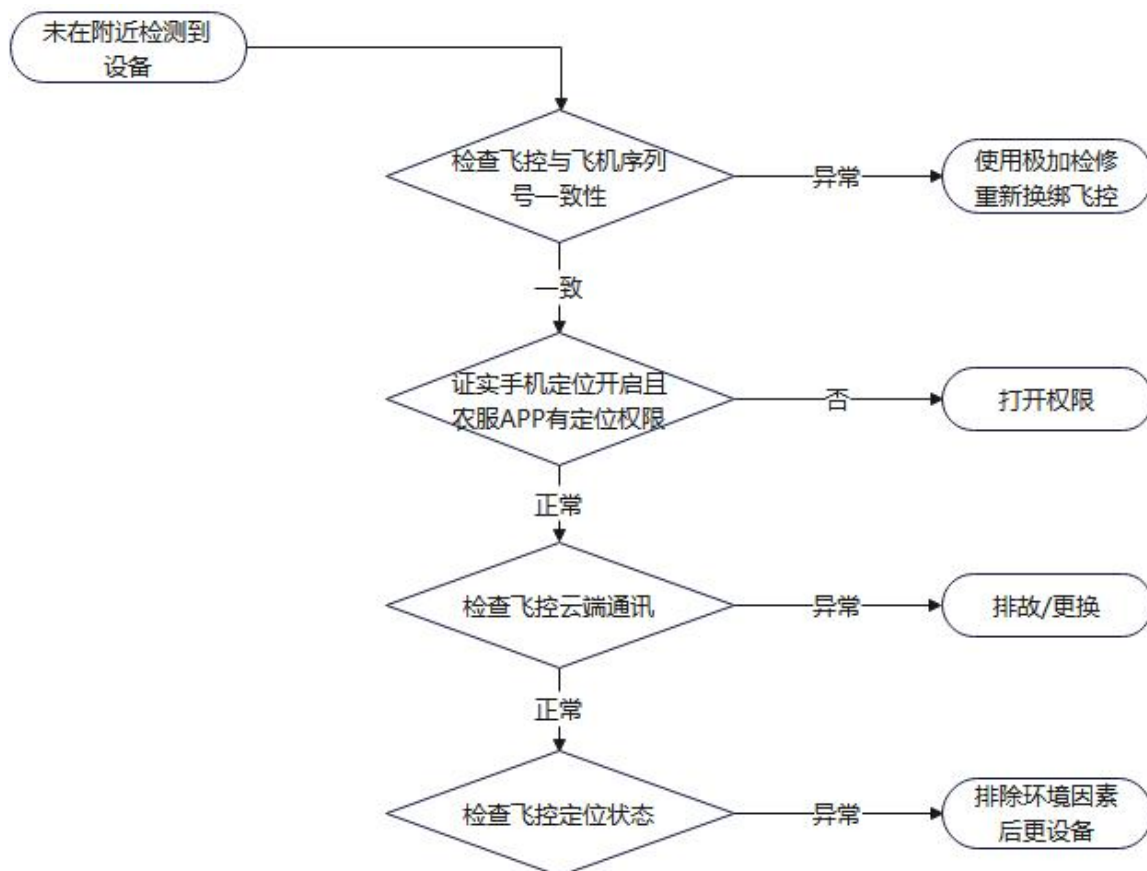 未在附近检测到
设备
检查飞控与飞机序列
号一致性
异常
使用极加检修
重新换绑飞控
一致
证实手机定位开启且
农服APP有定位权限
否
打开权限
正常
检查飞控云端通讯
异常
排故/更换
正常
检查飞控定位状态
异常
排除环境因素
后更设备